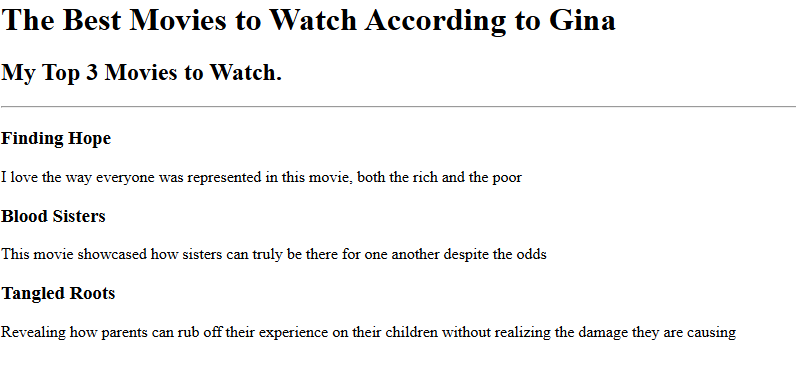 The Best Movies to Watch According to Gina
My Top 3 Movies to Watch.
Finding Hope
I love the way everyone was represented in this movie, both the rich and the poor
Blood Sisters
This movie showcased how sisters can truly be there for one another despite the odds
Tangled Roots
Revealing how parents can rub off their experience on their children without realizing the damage they are causing